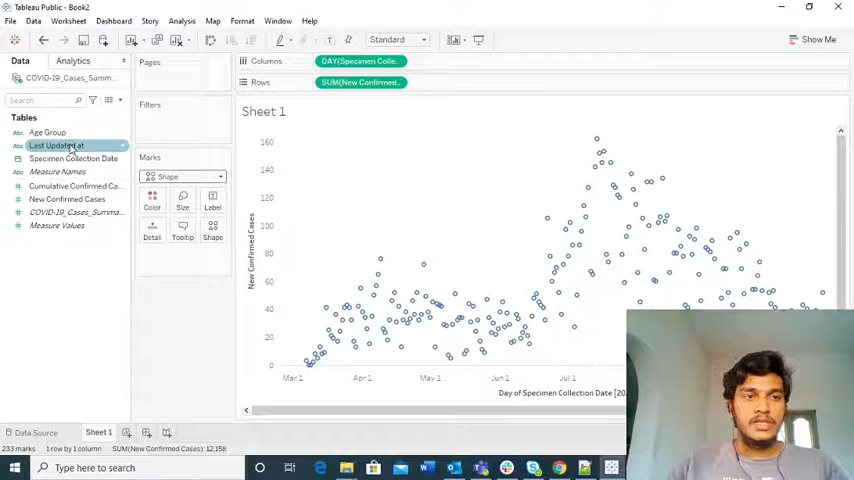 Tableau Public - Book2
File Data Worksheet Dashboard Story Analysis Map Format Window Help
Standard
Show Me
Data Analytics
Pages
Columns DAY(Specimen Colle..
COVID-19_Cases_Summ...
Rows SUM(New Confirmed..
Search
Filters
Sheet 1
Tables
Abc Age Group
Abc Last Updated at
Specimen Collection Date
Abc Measure Names
Cumulative Confirmed Ca...
New Confirmed Cases
COVID-19_Cases_Summa...
Measure Values
Marks
Shape
Color Size Label
Detail Tooltip Shape
New Confirmed Cases
160
140
120
100
80
60
40
20
0
Mar 1 Apr 1 May 1 Jun 1 Jul 1
Day of Specimen Collection Date [20
Data Source Sheet 1
233 marks 1 row by 1 column SUM(New Confirmed Cases): 12,158
Type here to search